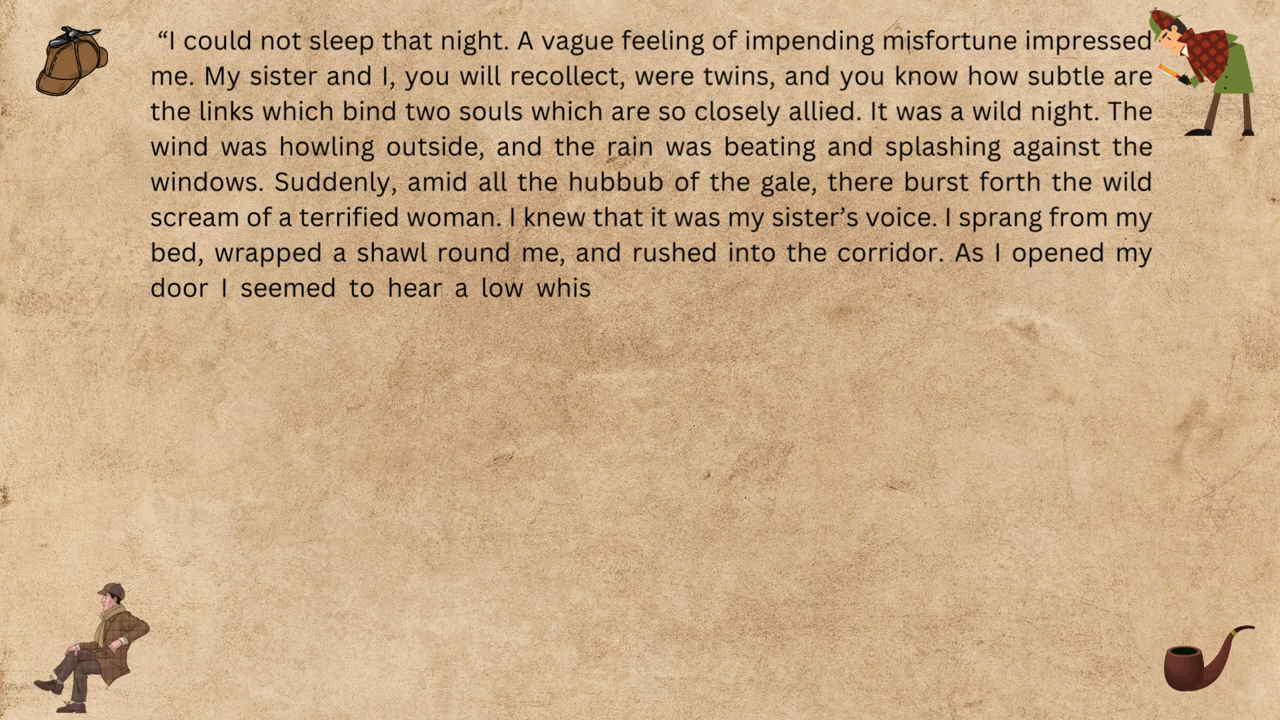 “I could not sleep that night. A vague feeling of impending misfortune impressed
me. My sister and I, you will recollect, were twins, and you know how subtle are
the links which bind two souls which are so closely allied. It was a wild night. The
wind was howling outside, and the rain was beating and splashing against the
windows. Suddenly, amid all the hubbub of the gale, there burst forth the wild
scream of a terrified woman. I knew that it was my sister’s voice. I sprang from my
bed, wrapped a shawl round me, and rushed into the corridor. As I opened my
door I seemed to hear a low whis